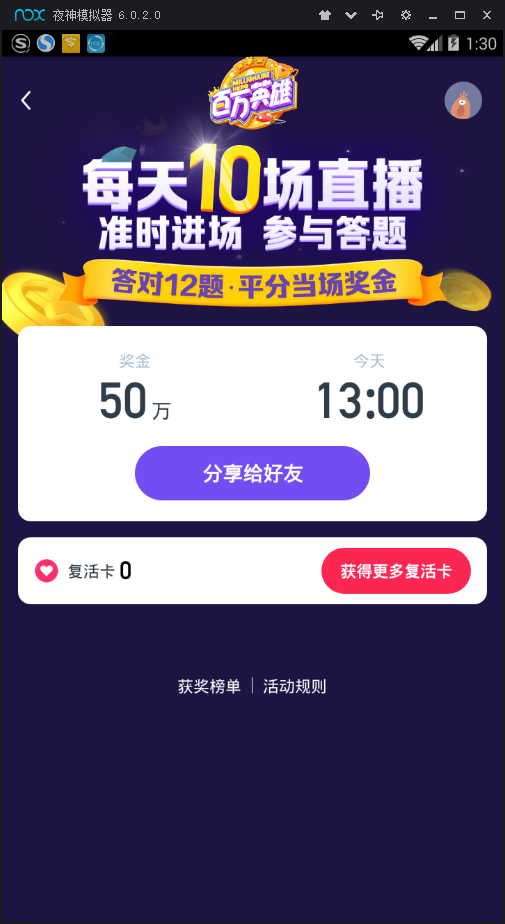 nox 夜神模拟器 6.0.2.0
1:30
MILLIONAIRE
HERO
百万英雄
每天10场直播
准时进场 参与答题
答对12题·平分当场奖金
奖金 今天
50万 13:00
分享给好友
复活卡 0 获得更多复活卡
获奖榜单 | 活动规则